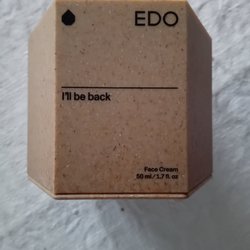 EDO
I'll be back
Face Cream
50 ml/1.7 fl. oz